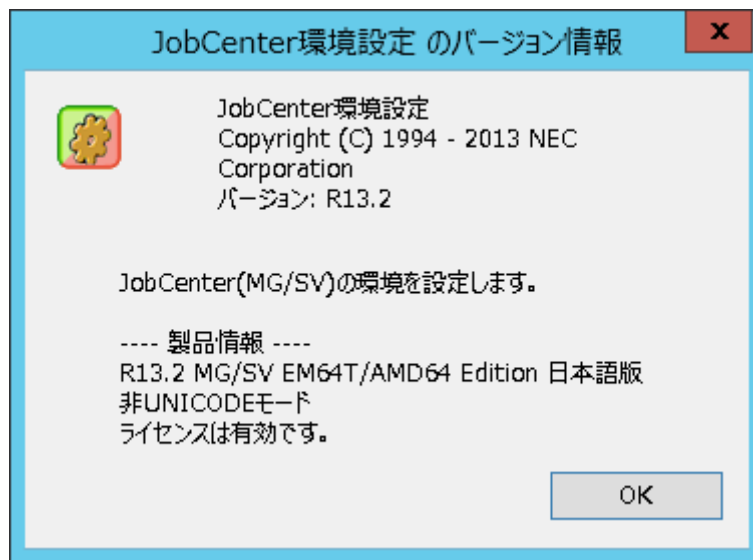 JobCenter環境設定 のバージョン情報
x
JobCenter環境設定
Copyright (C) 1994 - 2013 NEC
Corporation
バージョン: R13.2
JobCenter(MG/SV)の環境を設定します。
---- 製品情報 ----
R13.2 MG/SV EM64T/AMD64 Edition 日本語版
非UNICODEモード
ライセンスは有効です。
OK